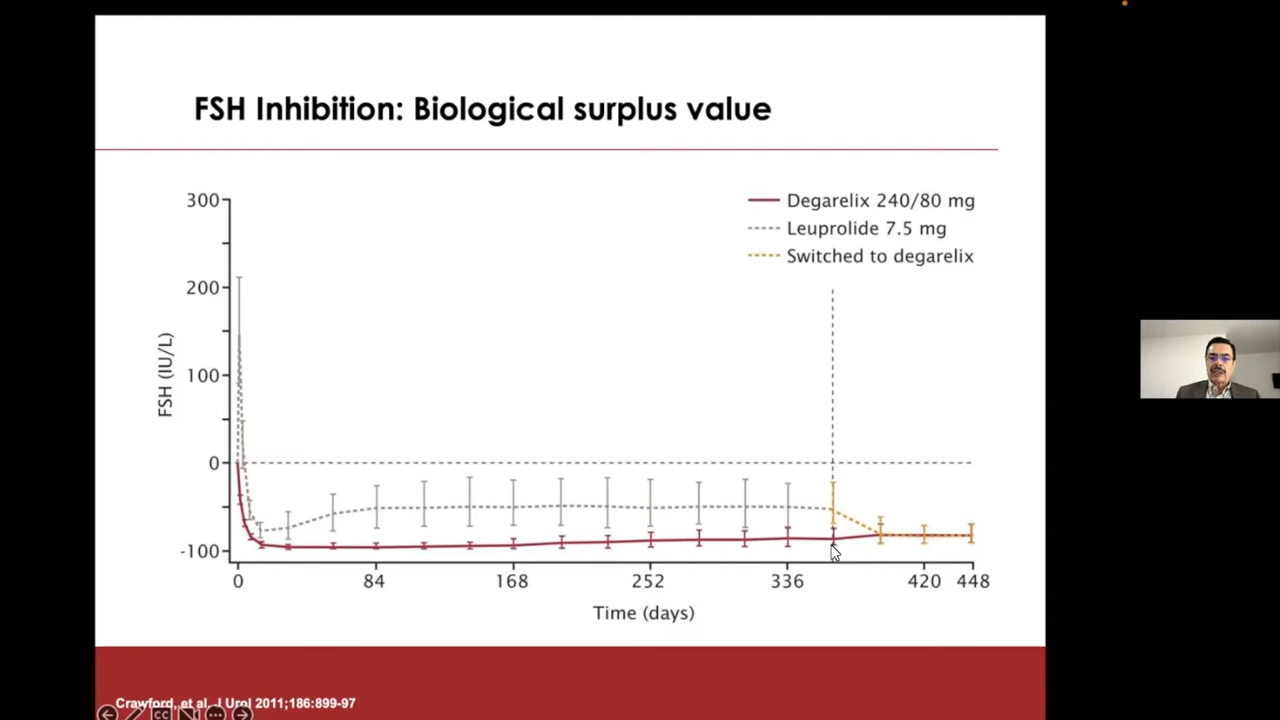 FSH Inhibition: Biological surplus value
300
200
100
0
-100
FSH (IU/L)
Degarelix 240/80 mg
Leuprolide 7.5 mg
Switched to degarelix
0 84 168 252 336 420 448
Time (days)
Crawford, et al. J Urol 2011;186:899-97
CC